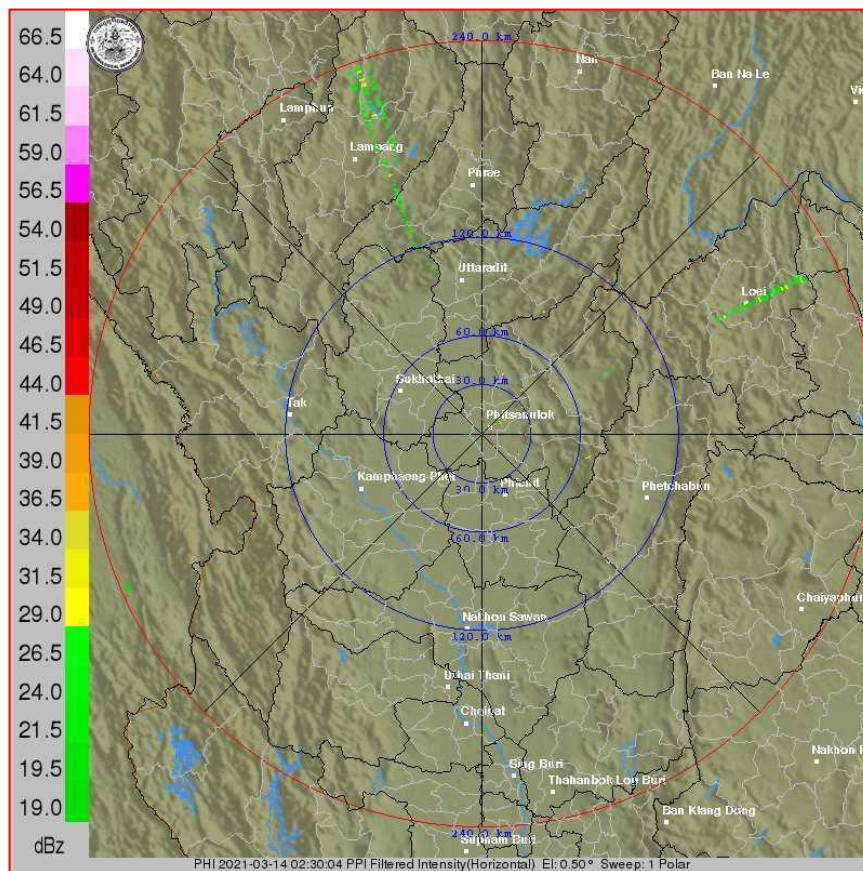 66.5
64.0
61.5
59.0
56.5
54.0
51.5
49.0
46.5
44.0
41.5
39.0
36.5
34.0
31.5
29.0
26.5
24.0
21.5
19.5
19.0
dBz
240.0 km
Nan
Ban Na Le
Lamphun
Lampang
Phrae
120.0 km
Uttaradit
Loei
60.0 km
30.0 km
Sukhothai
Tak
Phitsanulok
Kamphaeng Phet
Phichit
30.0 km
Phetchabun
60.0 km
Chaiyaphum
Nakhon Sawan
120.0 km
Uthai Thani
Chainat
Nakhon R
Sing Buri
Thahanbok Lop Buri
Ban Klang Dong
240.0 km
Suphan Buri
PHI 2021-03-14 02:30:04 PPI Filtered Intensity(Horizontal) El: 0.50° Sweep: 1 Polar